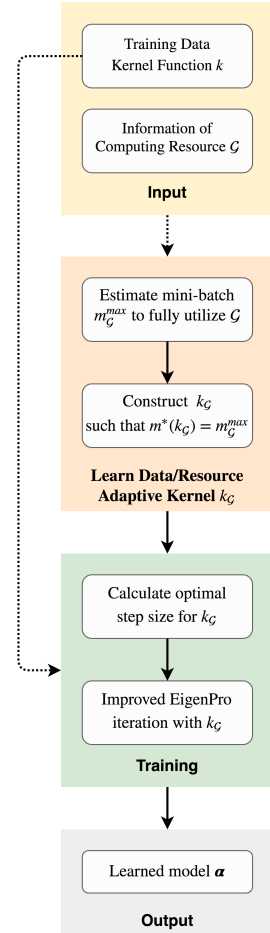 Training Data
Kernel Function k
Information of
Computing Resource 𝒢
Input
Estimate mini-batch
m_𝒢^{max} to fully utilize 𝒢
Construct k_𝒢
such that m*(k_𝒢) = m_𝒢^{max}
Learn Data/Resource
Adaptive Kernel k_𝒢
Calculate optimal
step size for k_𝒢
Improved EigenPro
iteration with k_𝒢
Training
Learned model α
Output